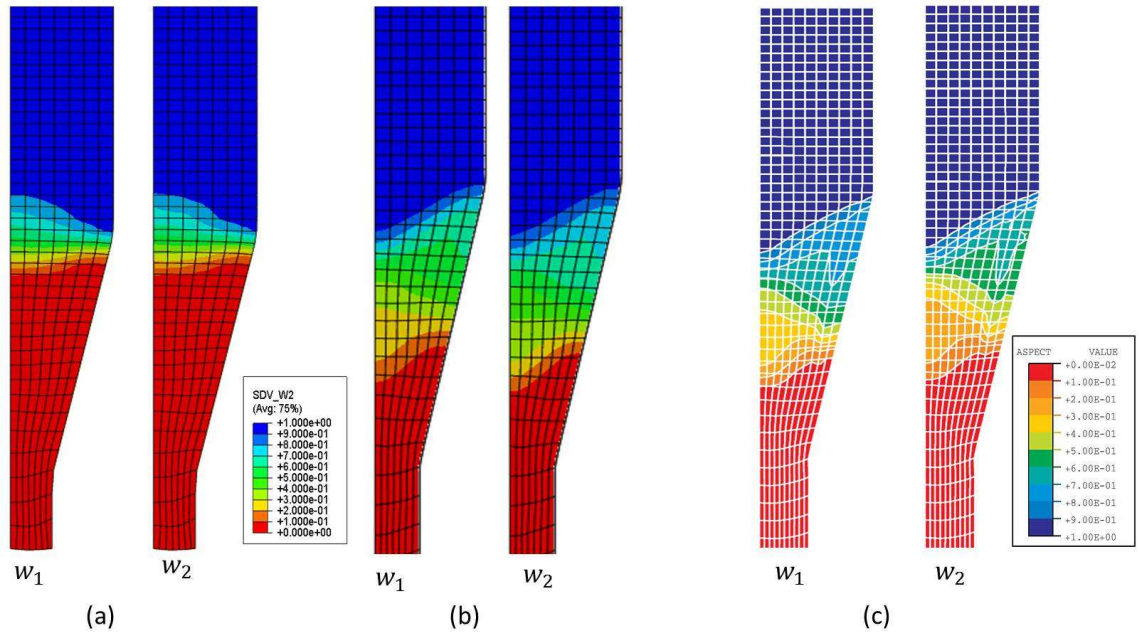 SDV_W2
(Avg: 75%)
+1.000e+00
+9.000e-01
+8.000e-01
+7.000e-01
+6.000e-01
+5.000e-01
+4.000e-01
+3.000e-01
+2.000e-01
+1.000e-01
+0.000e+00
ASPECT VALUE
+0.00E-02
+1.00E-01
+2.00E-01
+3.00E-01
+4.00E-01
+5.00E-01
+6.00E-01
+7.00E-01
+8.00E-01
+9.00E-01
+1.00E+00
w₁ w₂ w₁ w₂ w₁ w₂
(a) (b) (c)